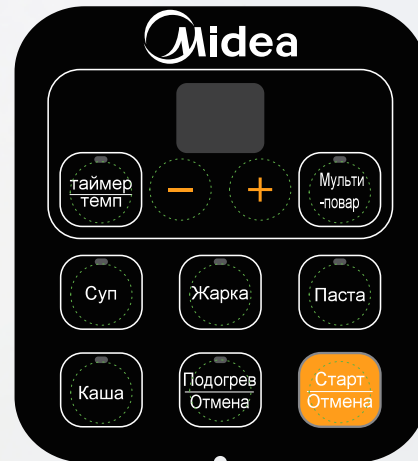 Midea
таймер
темп
−
+
Мульти
-повар
Суп
Жарка
Паста
Каша
Подогрев
Отмена
Старт
Отмена